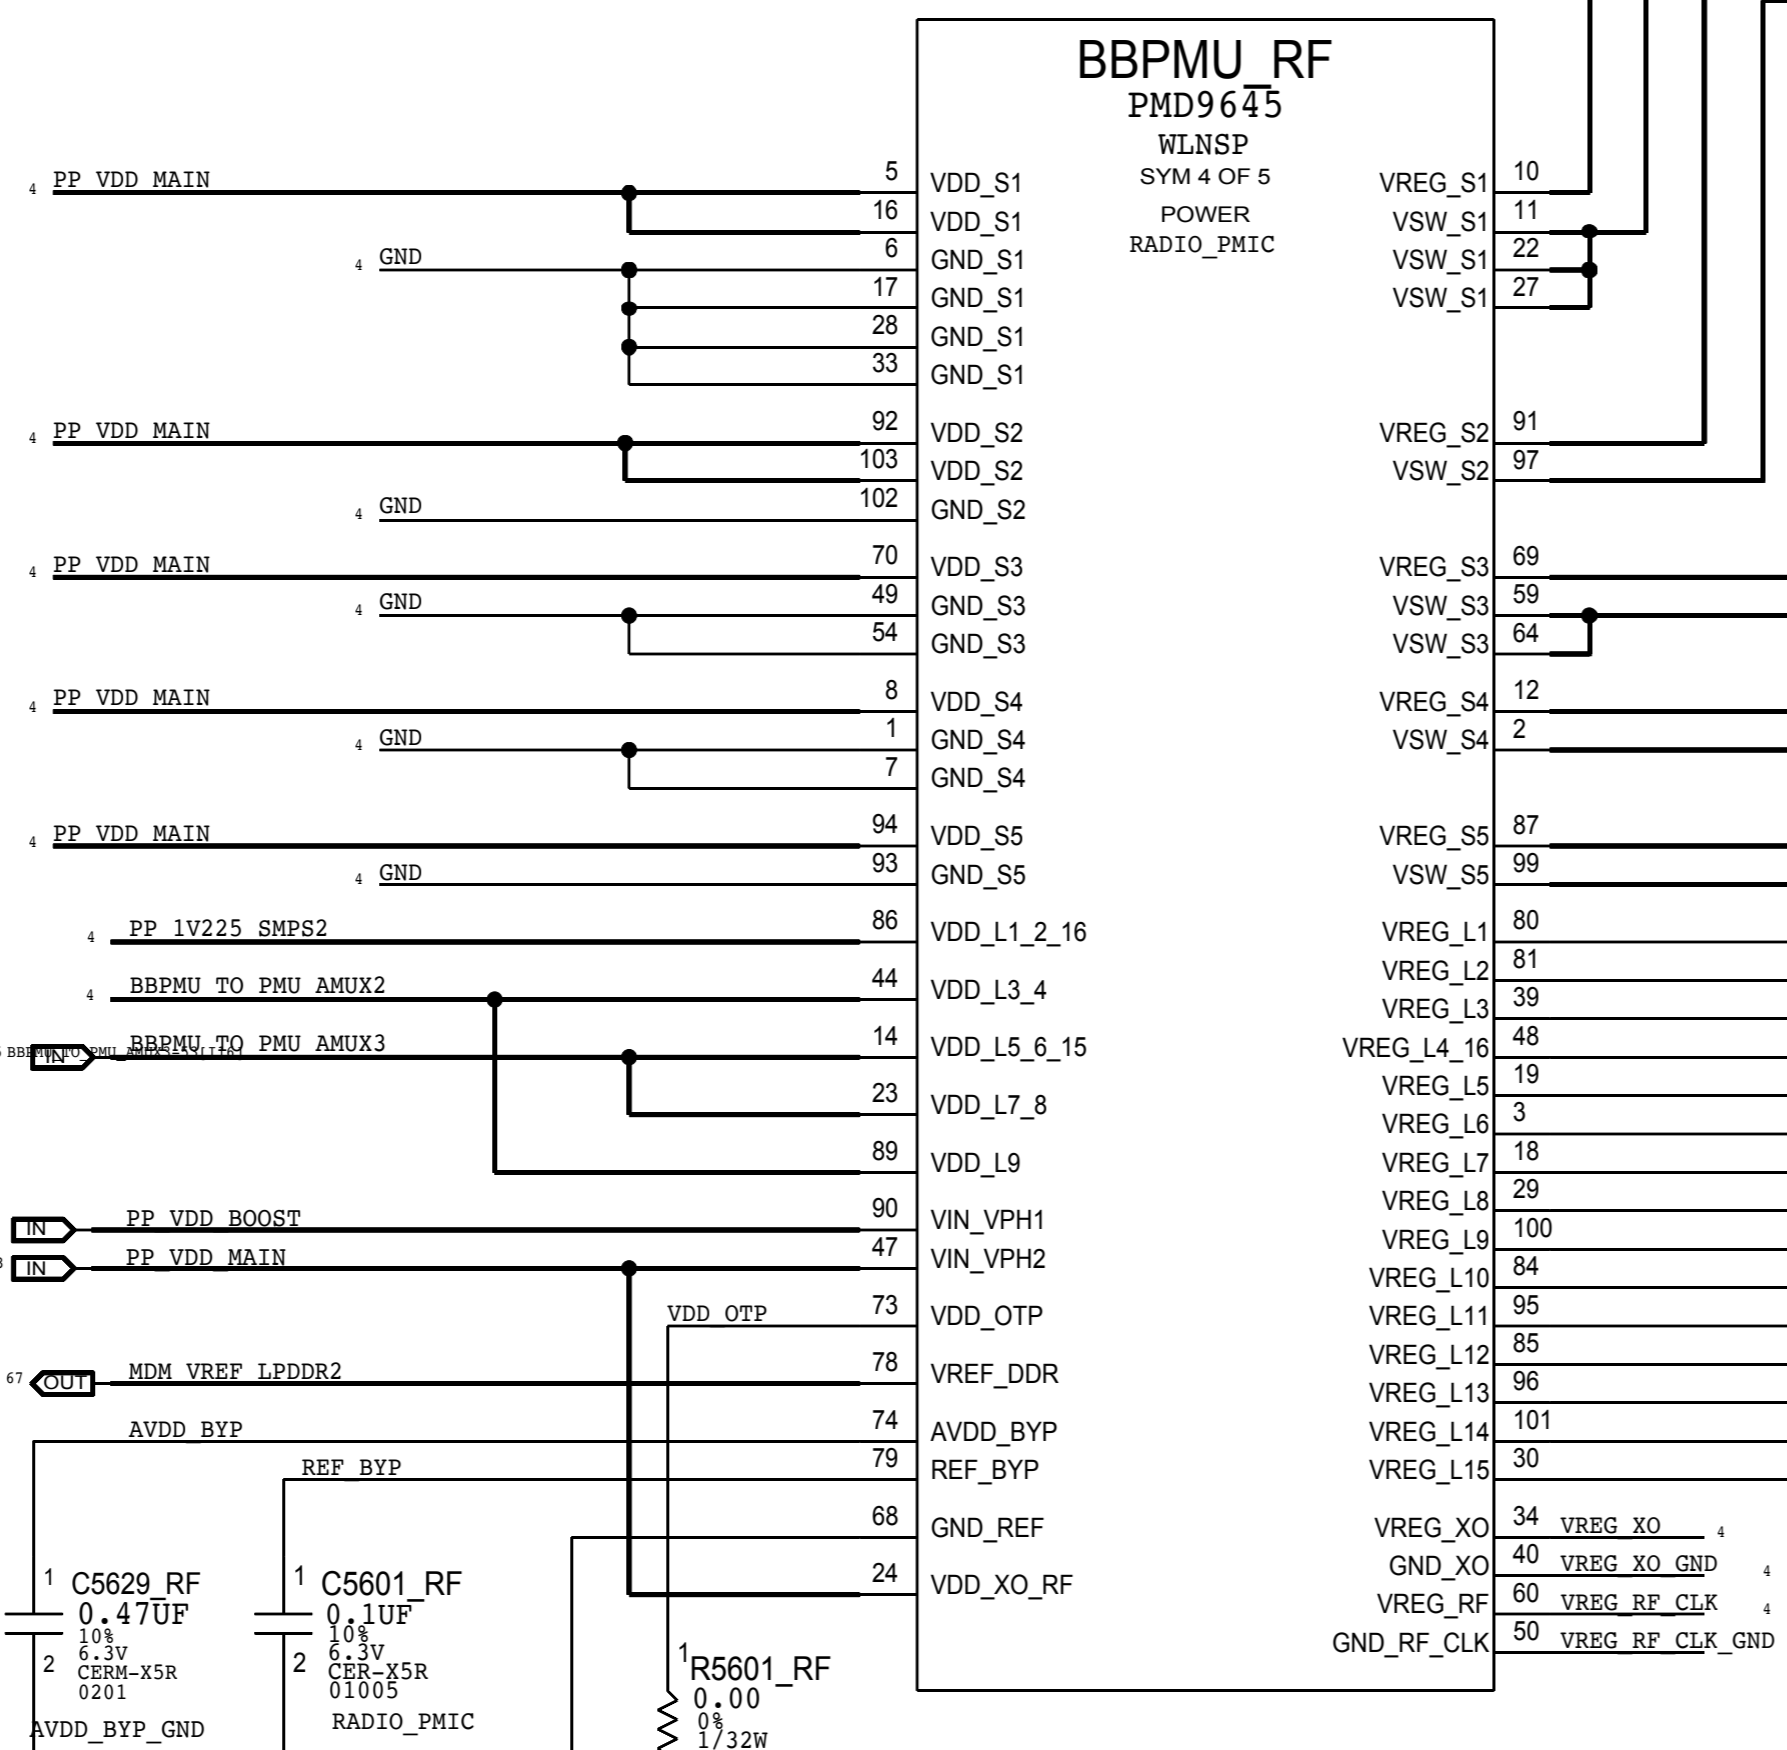 BBPMU_RF
PMD9645
WLNSP
SYM 4 OF 5
POWER
RADIO_PMIC
4 PP_VDD_MAIN 5 VDD_S1 VREG_S1 10
16 VDD_S1 VSW_S1 11
4 GND 6 GND_S1 VSW_S1 22
17 GND_S1 VSW_S1 27
28 GND_S1
33 GND_S1
4 PP_VDD_MAIN 92 VDD_S2 VREG_S2 91
103 VDD_S2 VSW_S2 97
4 GND 102 GND_S2
4 PP_VDD_MAIN 70 VDD_S3 VREG_S3 69
4 GND 49 GND_S3 VSW_S3 59
54 GND_S3 VSW_S3 64
4 PP_VDD_MAIN 8 VDD_S4 VREG_S4 12
4 GND 1 GND_S4 VSW_S4 2
7 GND_S4
4 PP_VDD_MAIN 94 VDD_S5 VREG_S5 87
4 GND 93 GND_S5 VSW_S5 99
4 PP_1V225_SMPS2 86 VDD_L1_2_16 VREG_L1 80
VREG_L2 81
4 BBPMU_TO_PMU_AMUX2 44 VDD_L3_4 VREG_L3 39
IN BBPMU_TO_PMU_AMUX3 14 VDD_L5_6_15 VREG_L4_16 48
VREG_L5 19
23 VDD_L7_8 VREG_L6 3
89 VDD_L9 VREG_L7 18
VREG_L8 29
IN PP_VDD_BOOST 90 VIN_VPH1 VREG_L9 100
IN PP_VDD_MAIN 47 VIN_VPH2 VREG_L10 84
VDD_OTP 73 VDD_OTP VREG_L11 95
VREG_L12 85
67 OUT MDM_VREF_LPDDR2 78 VREF_DDR VREG_L13 96
AVDD_BYP 74 AVDD_BYP VREG_L14 101
REF_BYP 79 REF_BYP VREG_L15 30
68 GND_REF VREG_XO 34 VREG_XO 4
GND_XO 40 VREG_XO_GND 4
24 VDD_XO_RF VREG_RF 60 VREG_RF_CLK 4
GND_RF_CLK 50 VREG_RF_CLK_GND
1 C5629_RF
0.47UF
10%
6.3V
2 CERM-X5R
0201
AVDD_BYP_GND
1 C5601_RF
0.1UF
10%
6.3V
2 CER-X5R
01005
RADIO_PMIC
1 R5601_RF
0.00
0%
1/32W